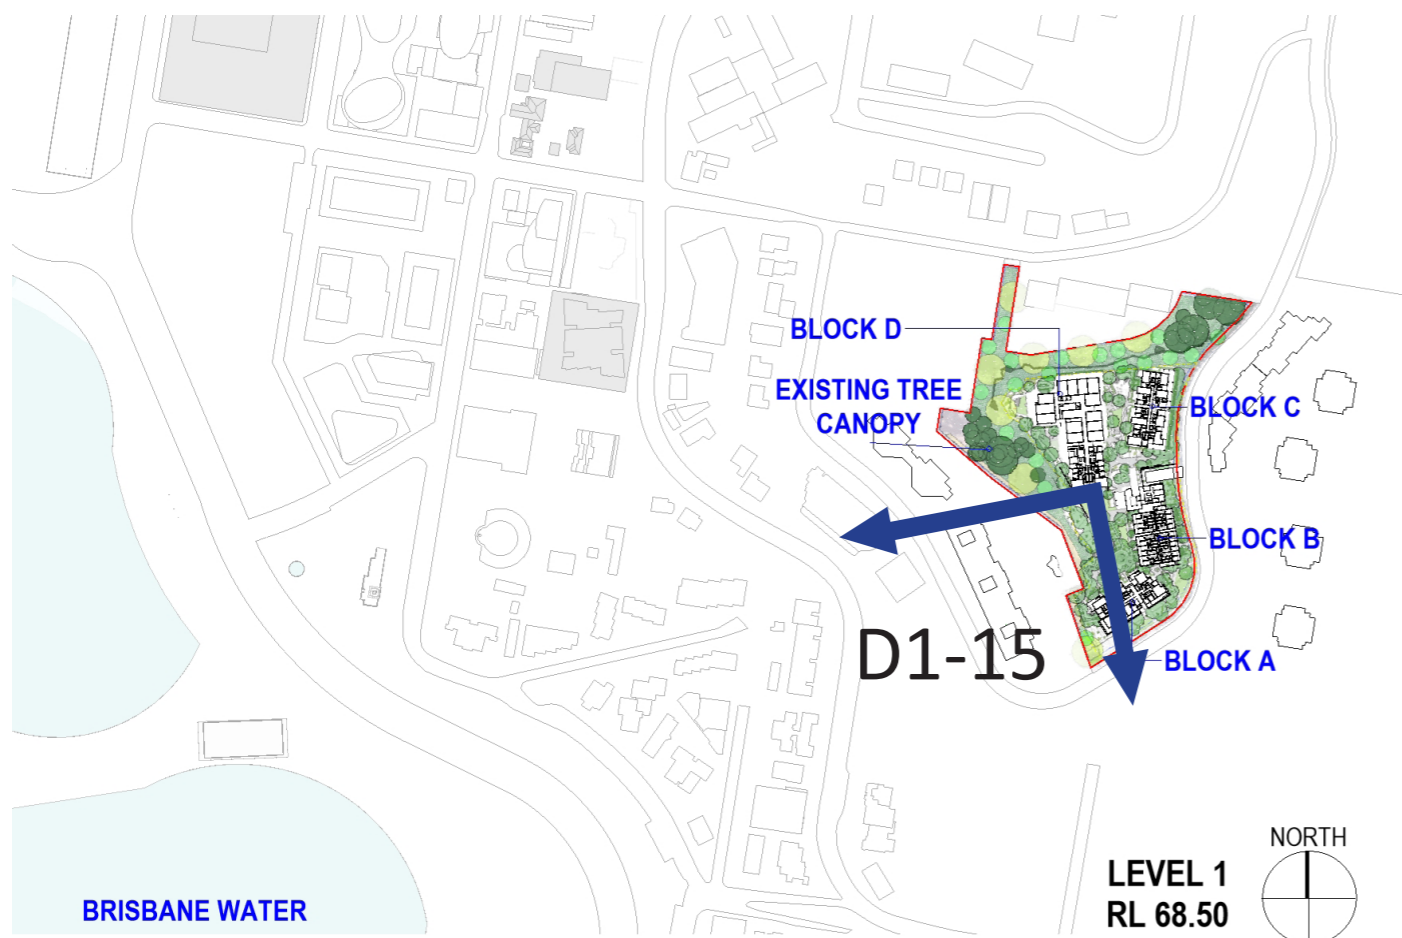 BLOCK D
EXISTING TREE
CANOPY
BLOCK C
BLOCK B
D1-15
BLOCK A
NORTH
LEVEL 1
RL 68.50
BRISBANE WATER